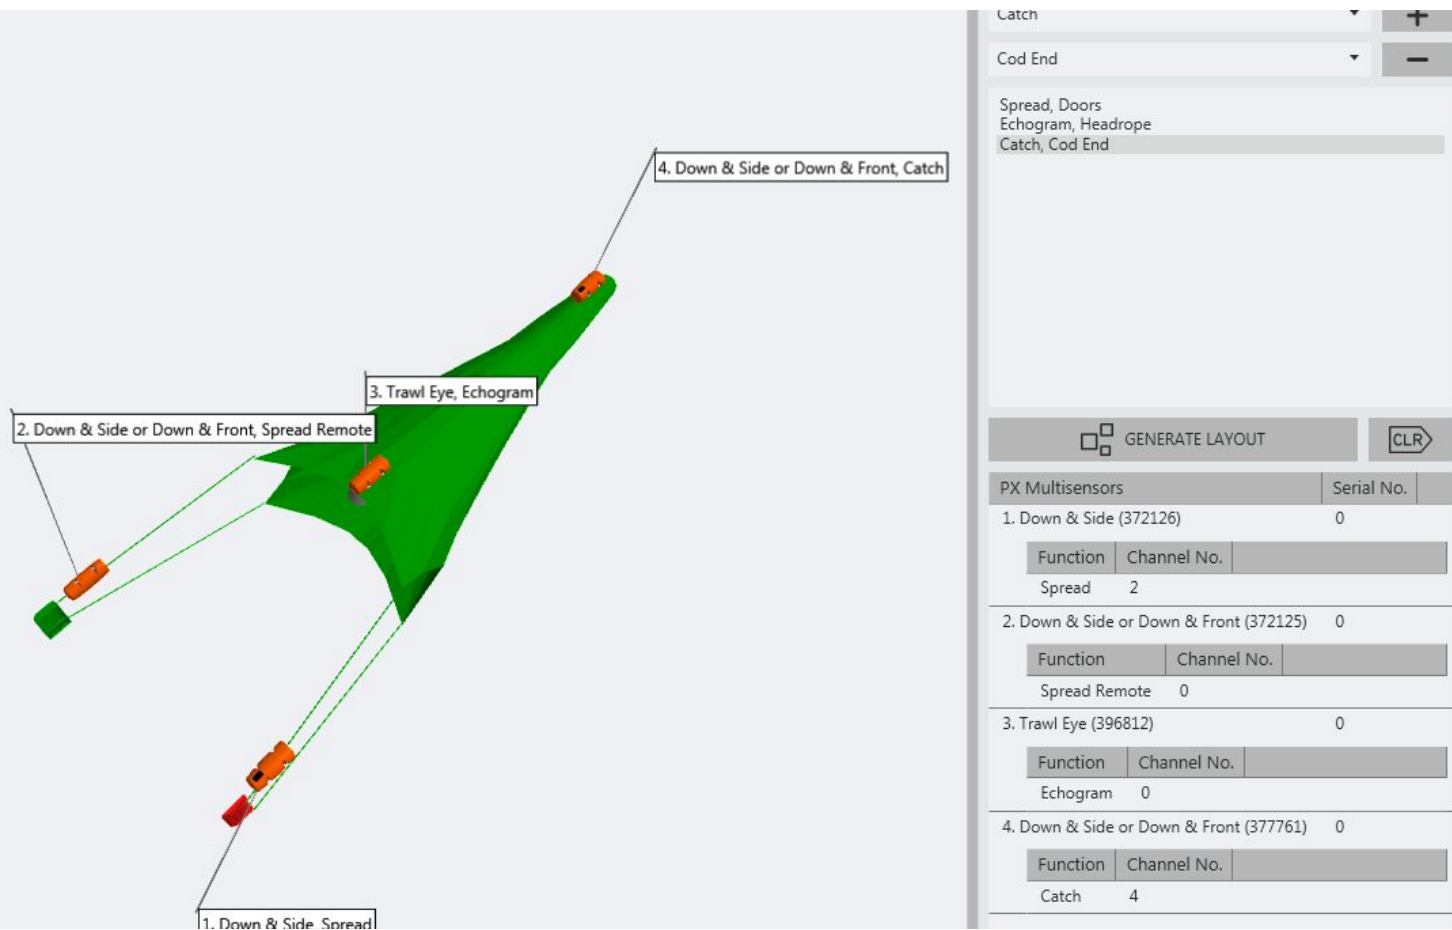 Catch
Cod End
Spread, Doors
Echogram, Headrope
Catch, Cod End
4. Down & Side or Down & Front, Catch
3. Trawl Eye, Echogram
2. Down & Side or Down & Front, Spread Remote
1. Down & Side, Spread
GENERATE LAYOUT
CLR
PX Multisensors Serial No.
1. Down & Side (372126) 0
Function Channel No.
Spread 2
2. Down & Side or Down & Front (372125) 0
Function Channel No.
Spread Remote 0
3. Trawl Eye (396812) 0
Function Channel No.
Echogram 0
4. Down & Side or Down & Front (377761) 0
Function Channel No.
Catch 4